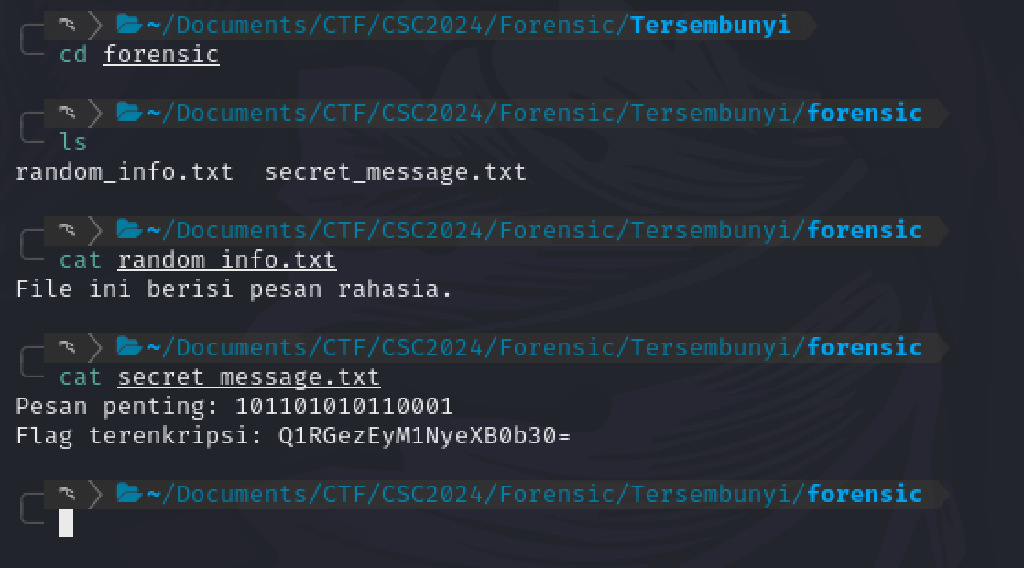 ~/Documents/CTF/CSC2024/Forensic/Tersembunyi
cd forensic
~/Documents/CTF/CSC2024/Forensic/Tersembunyi/forensic
ls
random_info.txt  secret_message.txt
~/Documents/CTF/CSC2024/Forensic/Tersembunyi/forensic
cat random_info.txt
File ini berisi pesan rahasia.
~/Documents/CTF/CSC2024/Forensic/Tersembunyi/forensic
cat secret_message.txt
Pesan penting: 101101010110001
Flag terenkripsi: Q1RGezEyM1NyeXB0b30=
~/Documents/CTF/CSC2024/Forensic/Tersembunyi/forensic